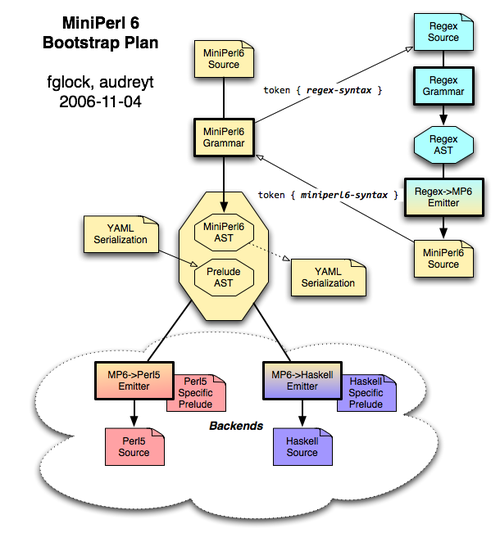 MiniPerl 6
Bootstrap Plan
fglock, audreyt
2006-11-04
MiniPerl6
Source
Regex
Source
token { regex-syntax }
Regex
Grammar
MiniPerl6
Grammar
Regex
AST
token { miniperl6-syntax }
Regex->MP6
Emitter
YAML
Serialization
MiniPerl6
AST
MiniPerl6
Source
Prelude
AST
YAML
Serialization
MP6->Perl5
Emitter
Perl5
Specific
Prelude
MP6->Haskell
Emitter
Haskell
Specific
Prelude
Backends
Perl5
Source
Haskell
Source